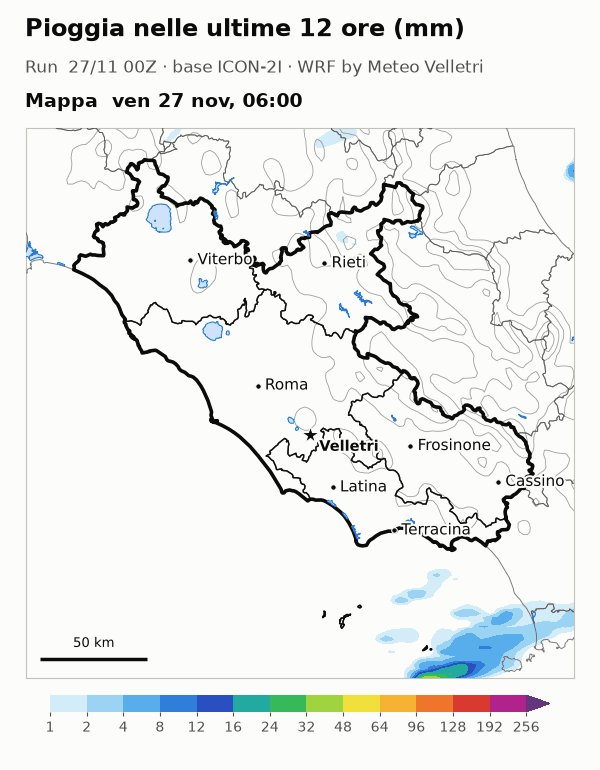 Pioggia nelle ultime 12 ore (mm)
Run  27/11 00Z · base ICON-2I · WRF by Meteo Velletri
Mappa  ven 27 nov, 06:00
Viterbo
Rieti
Roma
Velletri
Frosinone
Latina
Cassino
Terracina
50 km
1 2 4 8 12 16 24 32 48 64 96 128 192 256